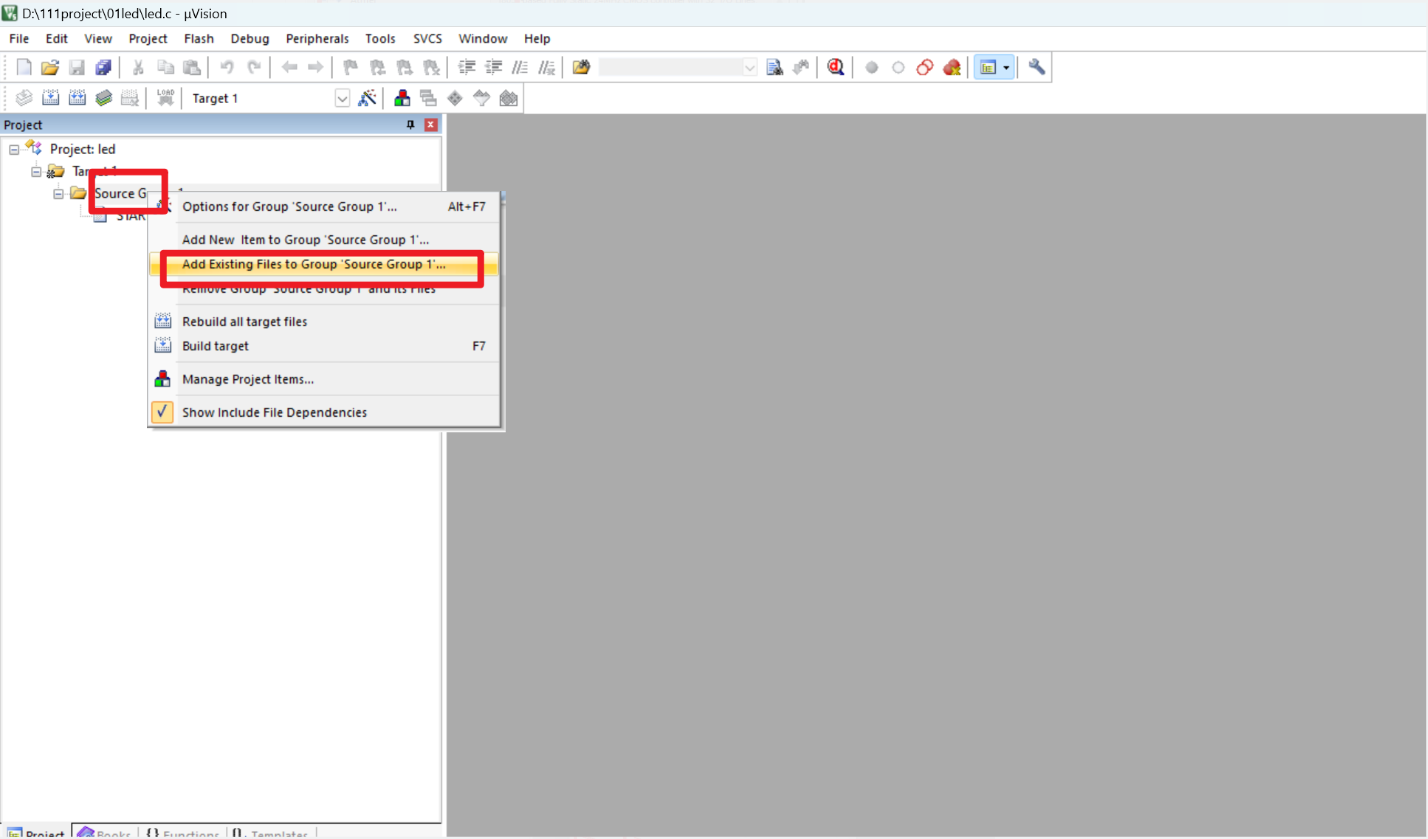 D:\111project\01led\led.c - µVision
File Edit View Project Flash Debug Peripherals Tools SVCS Window Help
LOAD Target 1
Project
Project: led
Target 1
Source G 1
STAR
Options for Group 'Source Group 1'... Alt+F7
Add New Item to Group 'Source Group 1'...
Add Existing Files to Group 'Source Group 1'...
Remove Group 'Source Group 1' and its Files
Rebuild all target files
Build target F7
Manage Project Items...
Show Include File Dependencies
Project Books {} Functions 0. Templates